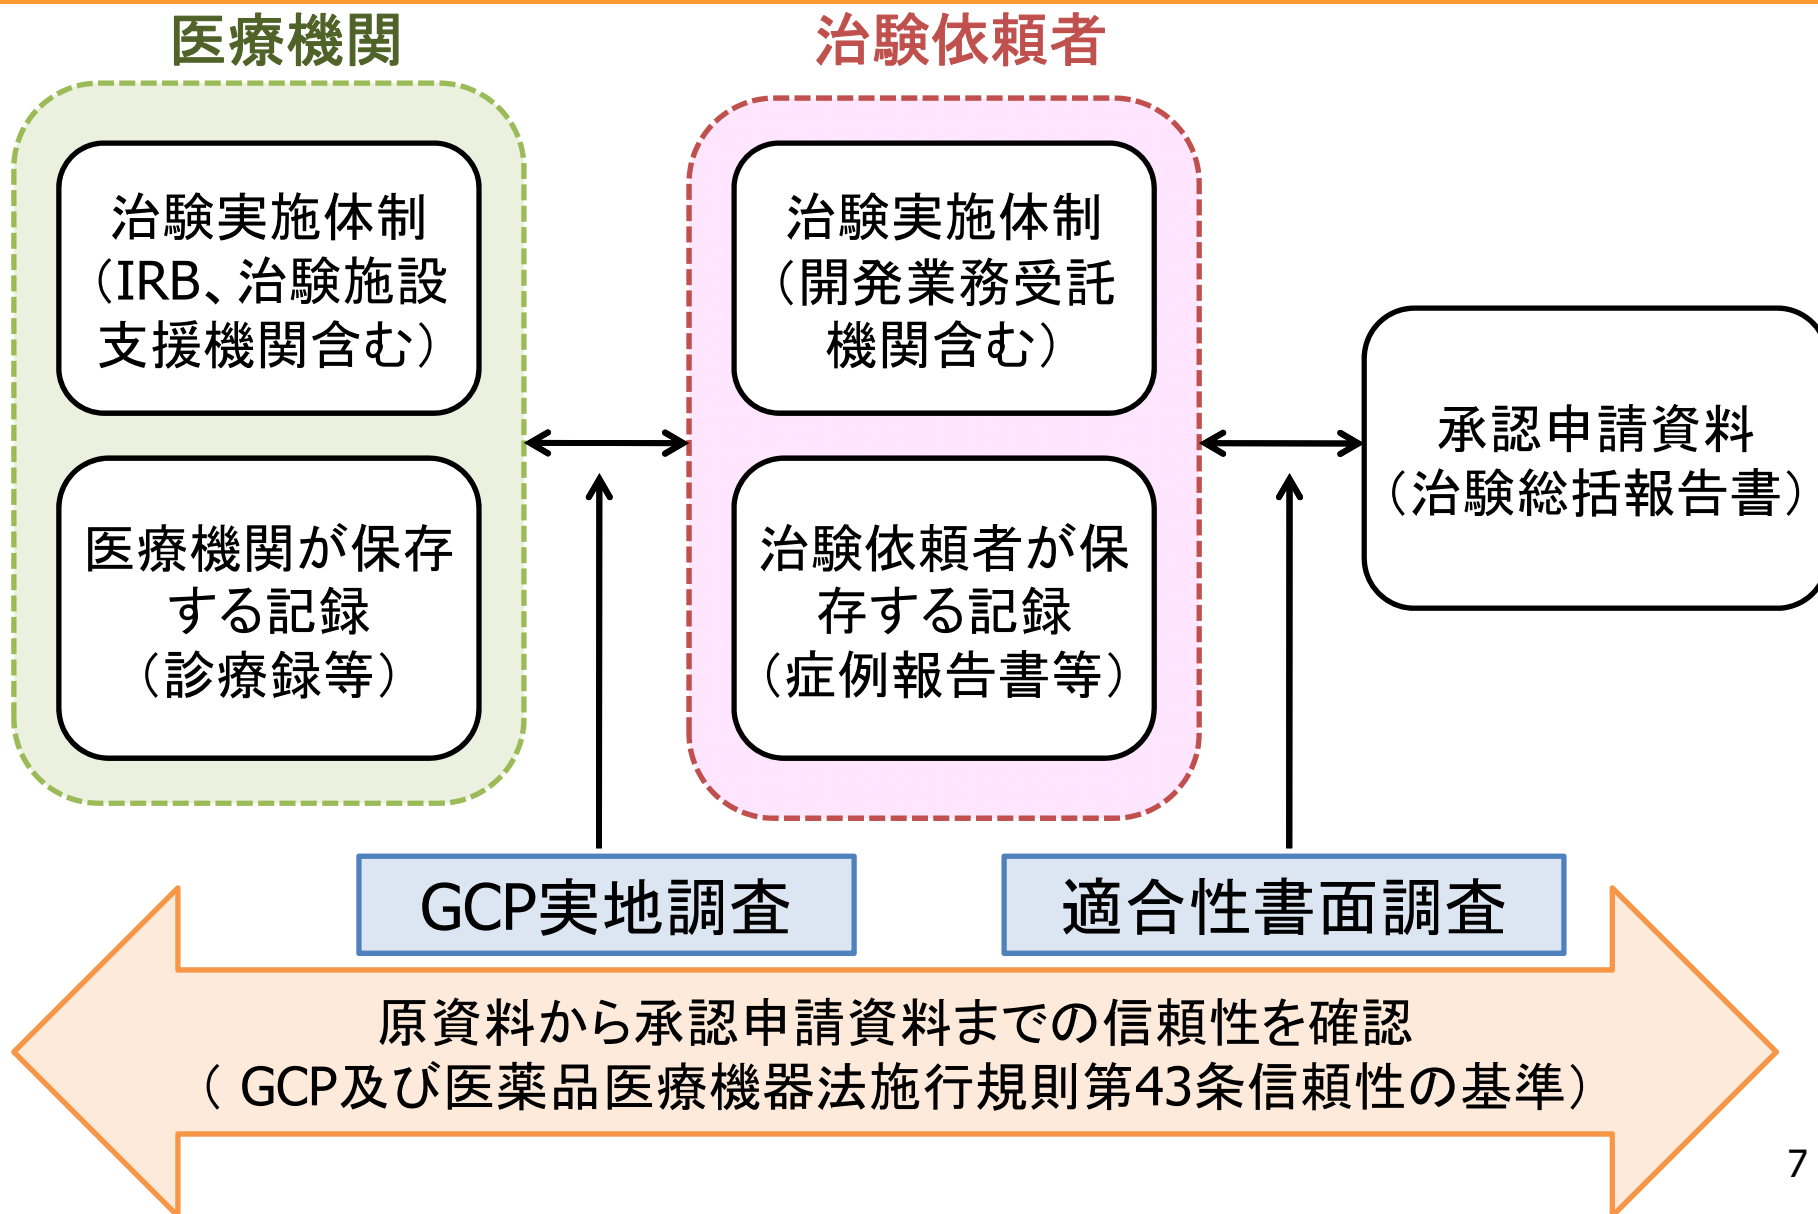 医療機関
治験依頼者
治験実施体制
（IRB、治験施設
支援機関含む）
医療機関が保存
する記録
（診療録等）
治験実施体制
（開発業務受託
機関含む）
治験依頼者が保
存する記録
（症例報告書等）
承認申請資料
（治験総括報告書）
GCP実地調査
適合性書面調査
原資料から承認申請資料までの信頼性を確認
（ GCP及び医薬品医療機器法施行規則第43条信頼性の基準）
7